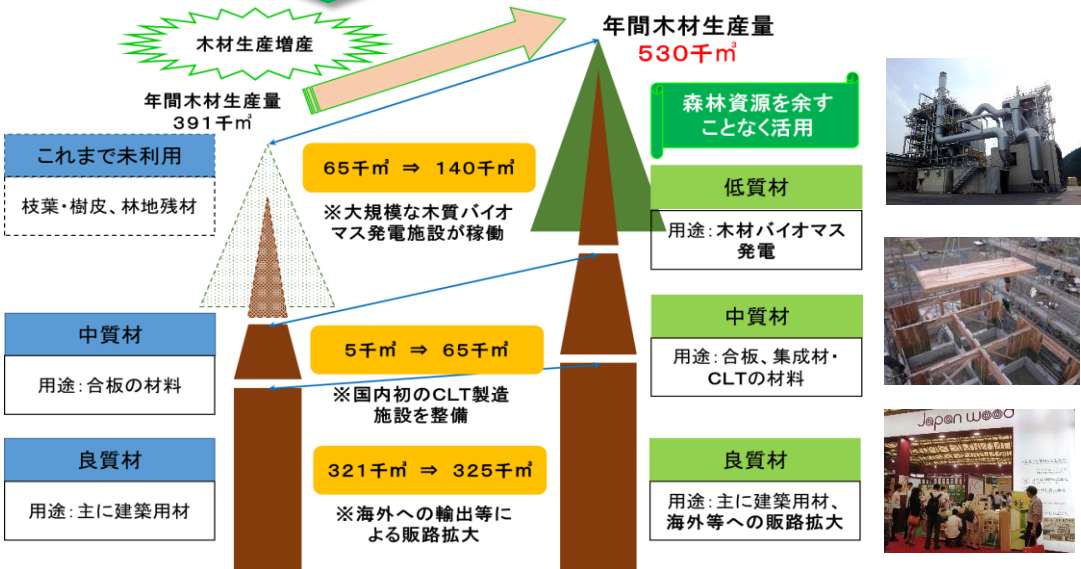 木材生産増産
年間木材生産量
391千㎥
年間木材生産量
530千㎥
森林資源を余す
ことなく活用
これまで未利用
枝葉・樹皮、林地残材
65千㎥ ⇒ 140千㎥
※大規模な木質バイオ
マス発電施設が稼働
低質材
用途:木材バイオマス
発電
中質材
用途:合板の材料
5千㎥ ⇒ 65千㎥
※国内初のCLT製造
施設を整備
中質材
用途:合板、集成材・
CLTの材料
良質材
用途:主に建築用材
321千㎥ ⇒ 325千㎥
※海外への輸出等に
よる販路拡大
良質材
用途:主に建築用材、
海外等への販路拡大
Japan wood